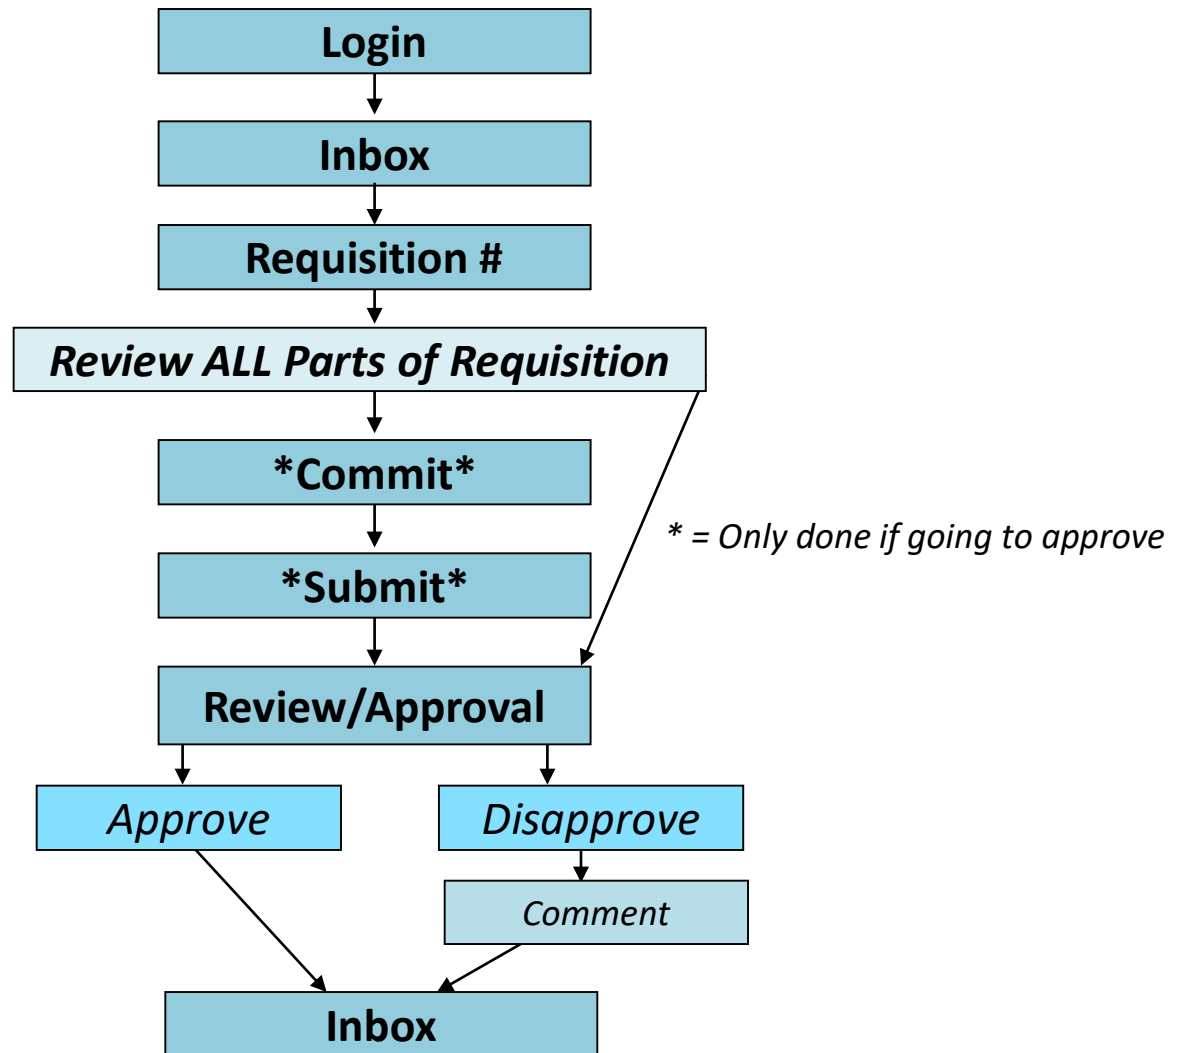 Login
Inbox
Requisition #
Review ALL Parts of Requisition
*Commit*
* = Only done if going to approve
*Submit*
Review/Approval
Approve
Disapprove
Comment
Inbox